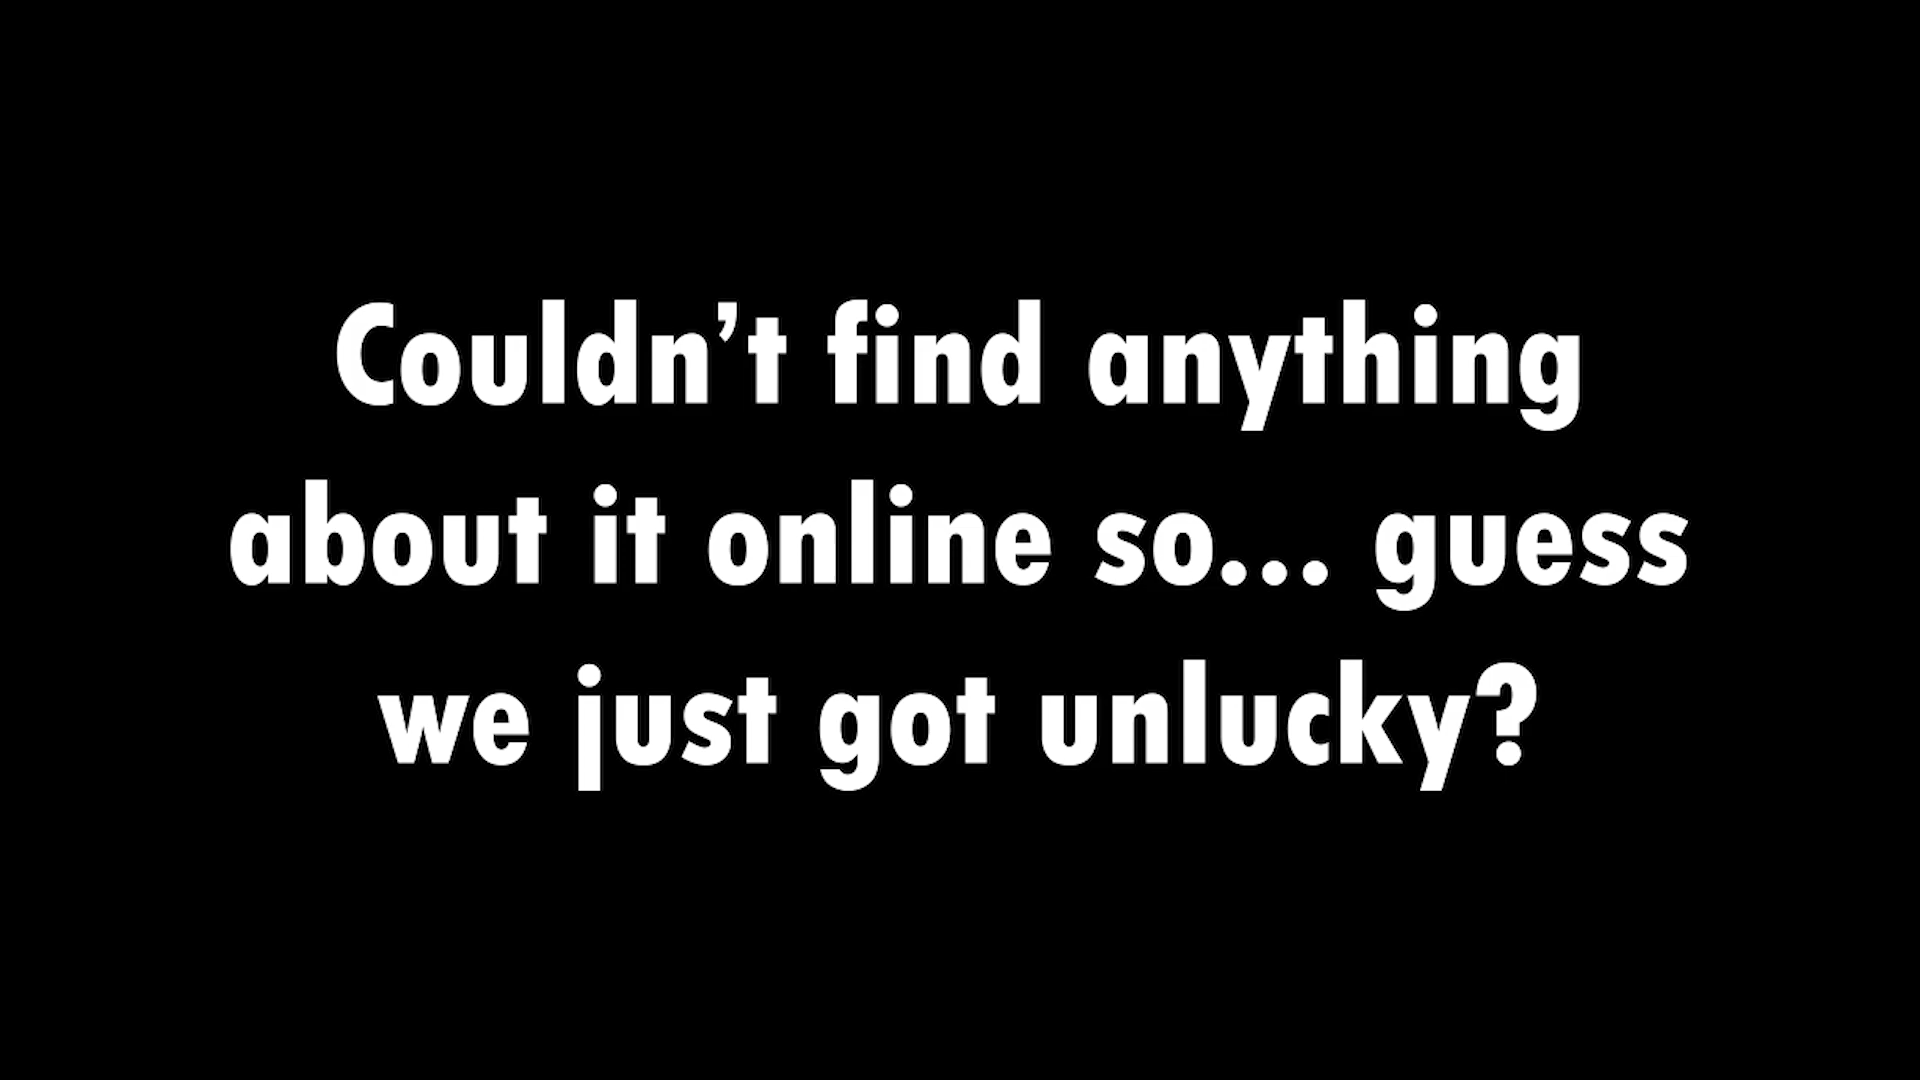 Couldn’t find anything
about it online so... guess
we just got unlucky?